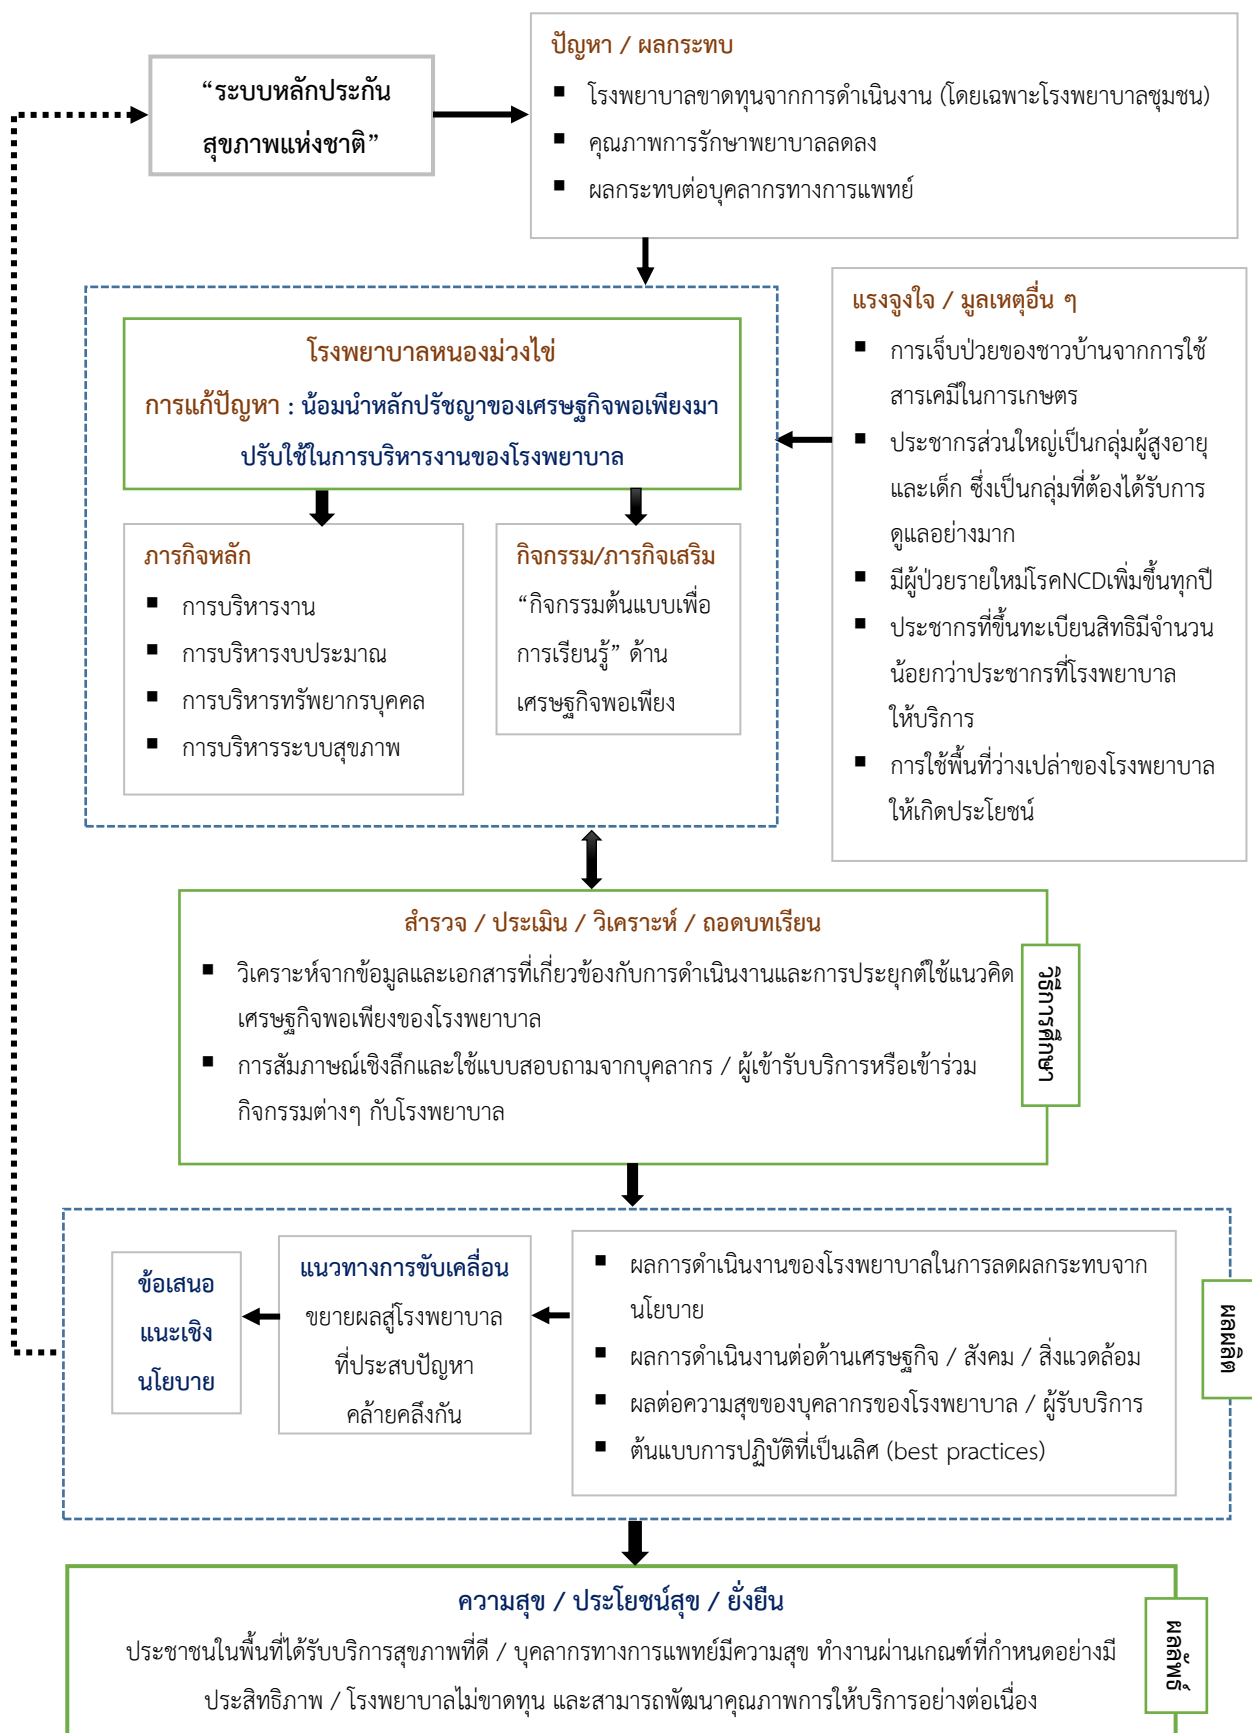 “ระบบหลักประกัน
สุขภาพแห่งชาติ”
ปัญหา / ผลกระทบ
▪ โรงพยาบาลขาดทุนจากการดำเนินงาน (โดยเฉพาะโรงพยาบาลชุมชน)
▪ คุณภาพการรักษาพยาบาลลดลง
▪ ผลกระทบต่อบุคลากรทางการแพทย์
โรงพยาบาลหนองม่วงไข่
การแก้ปัญหา : น้อมนำหลักปรัชญาของเศรษฐกิจพอเพียงมา
ปรับใช้ในการบริหารงานของโรงพยาบาล
ภารกิจหลัก
▪ การบริหารงาน
▪ การบริหารงบประมาณ
▪ การบริหารทรัพยากรบุคคล
▪ การบริหารระบบสุขภาพ
กิจกรรม/ภารกิจเสริม
“กิจกรรมต้นแบบเพื่อ
การเรียนรู้” ด้าน
เศรษฐกิจพอเพียง
แรงจูงใจ / มูลเหตุอื่น ๆ
▪ การเจ็บป่วยของชาวบ้านจากการใช้
สารเคมีในการเกษตร
▪ ประชากรส่วนใหญ่เป็นกลุ่มผู้สูงอายุ
และเด็ก ซึ่งเป็นกลุ่มที่ต้องได้รับการ
ดูแลอย่างมาก
▪ มีผู้ป่วยรายใหม่โรคNCDเพิ่มขึ้นทุกปี
▪ ประชากรที่ขึ้นทะเบียนสิทธิมีจำนวน
น้อยกว่าประชากรที่โรงพยาบาล
ให้บริการ
▪ การใช้พื้นที่ว่างเปล่าของโรงพยาบาล
ให้เกิดประโยชน์
สำรวจ / ประเมิน / วิเคราะห์ / ถอดบทเรียน
▪ วิเคราะห์จากข้อมูลและเอกสารที่เกี่ยวข้องกับการดำเนินงานและการประยุกต์ใช้แนวคิด
เศรษฐกิจพอเพียงของโรงพยาบาล
▪ การสัมภาษณ์เชิงลึกและใช้แบบสอบถามจากบุคลากร / ผู้เข้ารับบริการหรือเข้าร่วม
กิจกรรมต่างๆ กับโรงพยาบาล
วิธีการศึกษา
ข้อเสนอ
แนะเชิง
นโยบาย
แนวทางการขับเคลื่อน
ขยายผลสู่โรงพยาบาล
ที่ประสบปัญหา
คล้ายคลึงกัน
▪ ผลการดำเนินงานของโรงพยาบาลในการลดผลกระทบจาก
นโยบาย
▪ ผลการดำเนินงานต่อด้านเศรษฐกิจ / สังคม / สิ่งแวดล้อม
▪ ผลต่อความสุขของบุคลากรของโรงพยาบาล / ผู้รับบริการ
▪ ต้นแบบการปฏิบัติที่เป็นเลิศ (best practices)
ผลผลิต
ความสุข / ประโยชน์สุข / ยั่งยืน
ประชาชนในพื้นที่ได้รับบริการสุขภาพที่ดี / บุคลากรทางการแพทย์มีความสุข ทำงานผ่านเกณฑ์ที่กำหนดอย่างมี
ประสิทธิภาพ / โรงพยาบาลไม่ขาดทุน และสามารถพัฒนาคุณภาพการให้บริการอย่างต่อเนื่อง
ผลลัพธ์